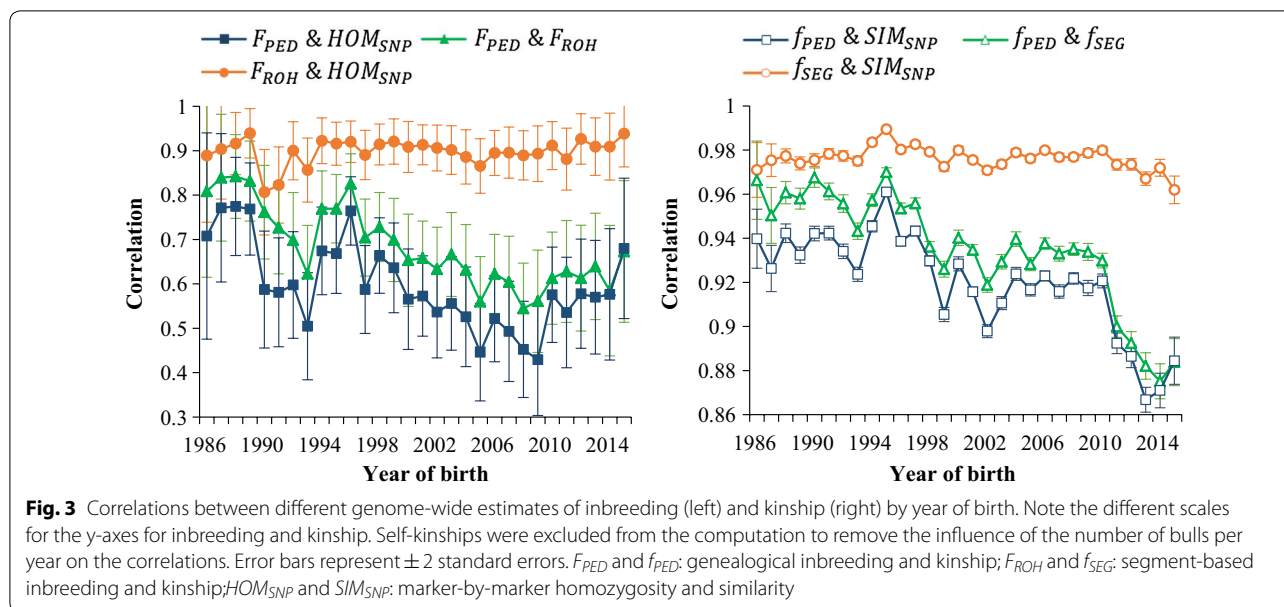 F_PED & HOM_SNP F_PED & F_ROH
F_ROH & HOM_SNP
Correlation
1
0.9
0.8
0.7
0.6
0.5
0.4
0.3
1986 1990 1994 1998 2002 2006 2010 2014
Year of birth
f_PED & SIM_SNP f_PED & f_SEG
f_SEG & SIM_SNP
Correlation
1
0.98
0.96
0.94
0.92
0.9
0.88
0.86
1986 1990 1994 1998 2002 2006 2010 2014
Year of birth
Fig. 3 Correlations between different genome-wide estimates of inbreeding (left) and kinship (right) by year of birth. Note the different scales
for the y-axes for inbreeding and kinship. Self-kinships were excluded from the computation to remove the influence of the number of bulls per
year on the correlations. Error bars represent ± 2 standard errors. F_PED and f_PED: genealogical inbreeding and kinship; F_ROH and f_SEG: segment-based
inbreeding and kinship;HOM_SNP and SIM_SNP: marker-by-marker homozygosity and similarity